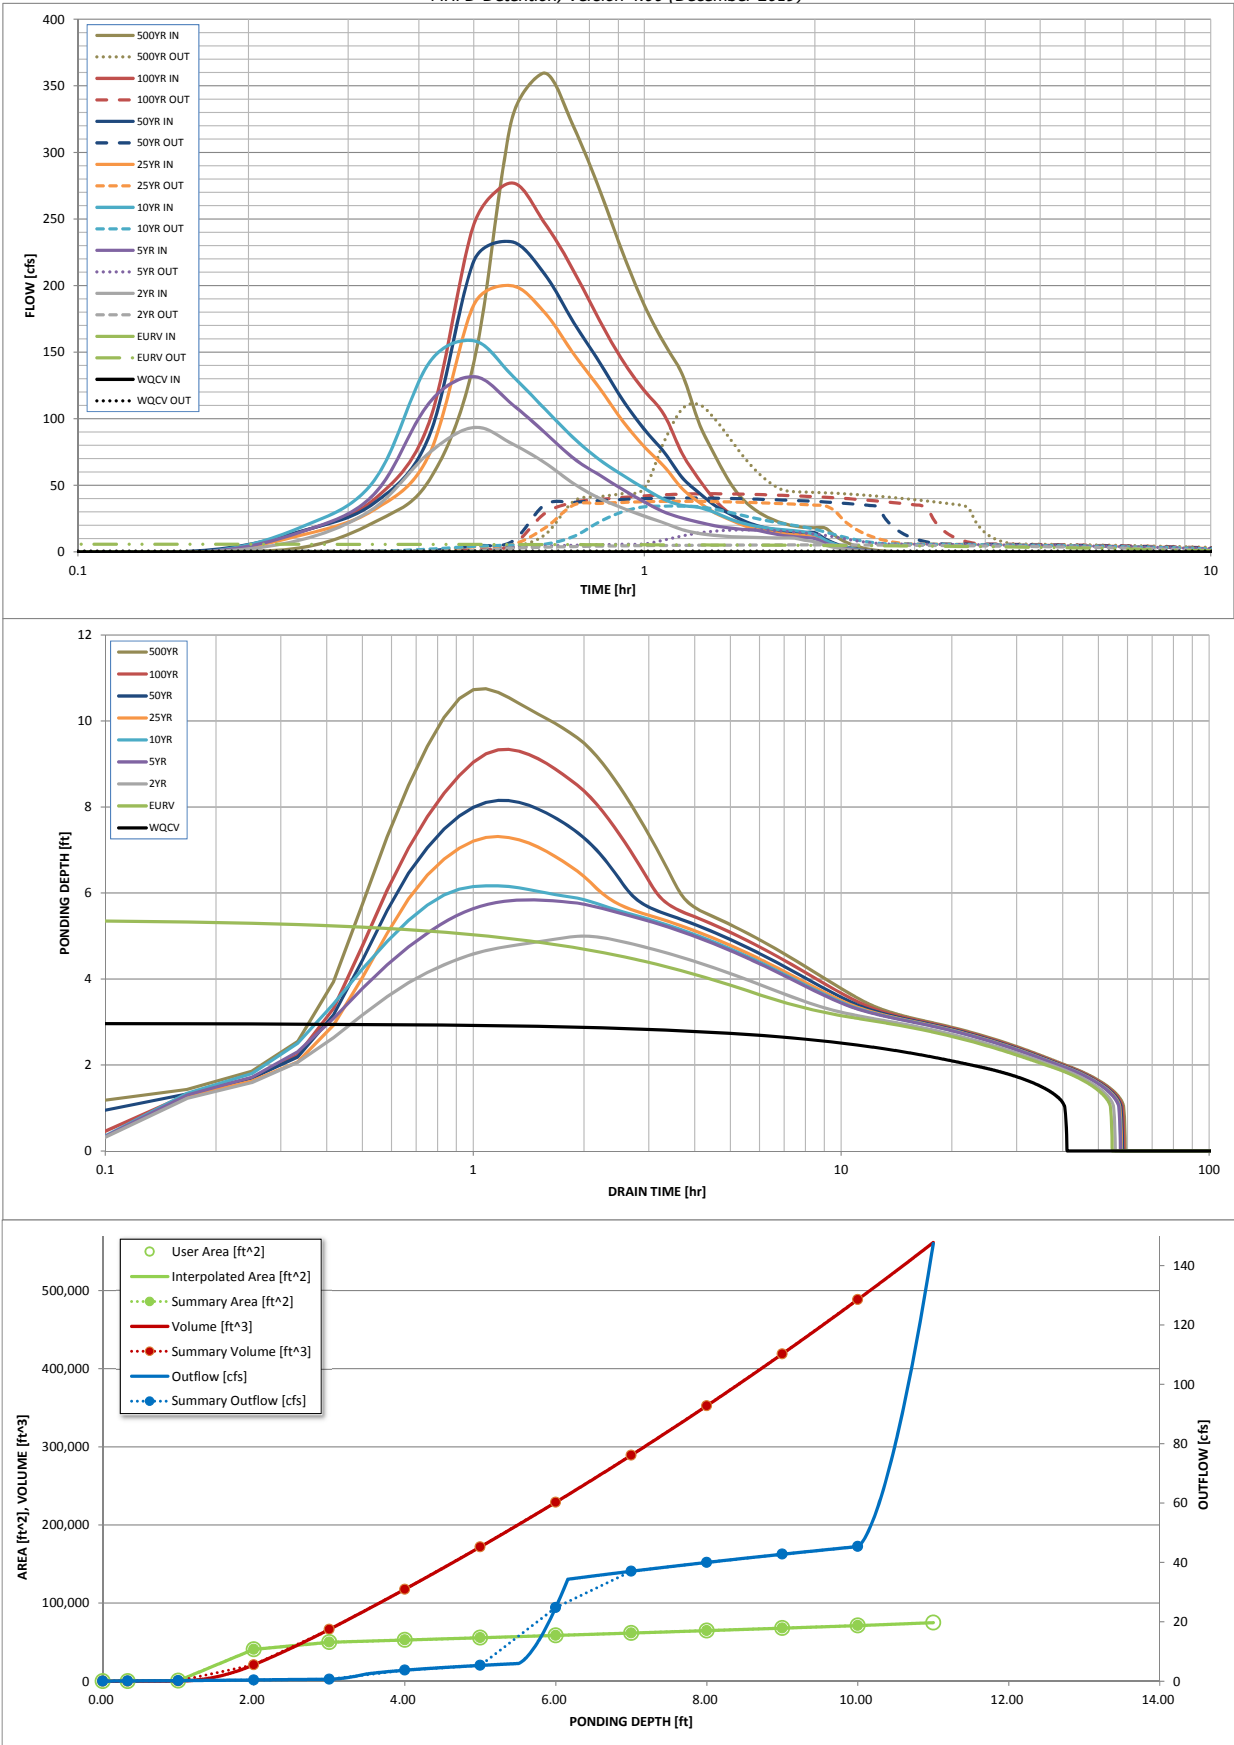 MHFD-Detention, Version 4.00 (December 2019)
400
350
300
250
200
150
100
50
0
FLOW [cfs]
500YR IN
500YR OUT
100YR IN
100YR OUT
50YR IN
50YR OUT
25YR IN
25YR OUT
10YR IN
10YR OUT
5YR IN
5YR OUT
2YR IN
2YR OUT
EURV IN
EURV OUT
WQCV IN
WQCV OUT
0.1
1
10
TIME [hr]
12
10
8
6
4
2
0
PONDING DEPTH [ft]
500YR
100YR
50YR
25YR
10YR
5YR
2YR
EURV
WQCV
0.1
1
10
100
DRAIN TIME [hr]
User Area [ft^2]
Interpolated Area [ft^2]
Summary Area [ft^2]
Volume [ft^3]
Summary Volume [ft^3]
Outflow [cfs]
Summary Outflow [cfs]
500,000
400,000
300,000
200,000
100,000
0
AREA [ft^2], VOLUME [ft^3]
140
120
100
80
60
40
20
0
OUTFLOW [cfs]
0.00
2.00
4.00
6.00
8.00
10.00
12.00
14.00
PONDING DEPTH [ft]